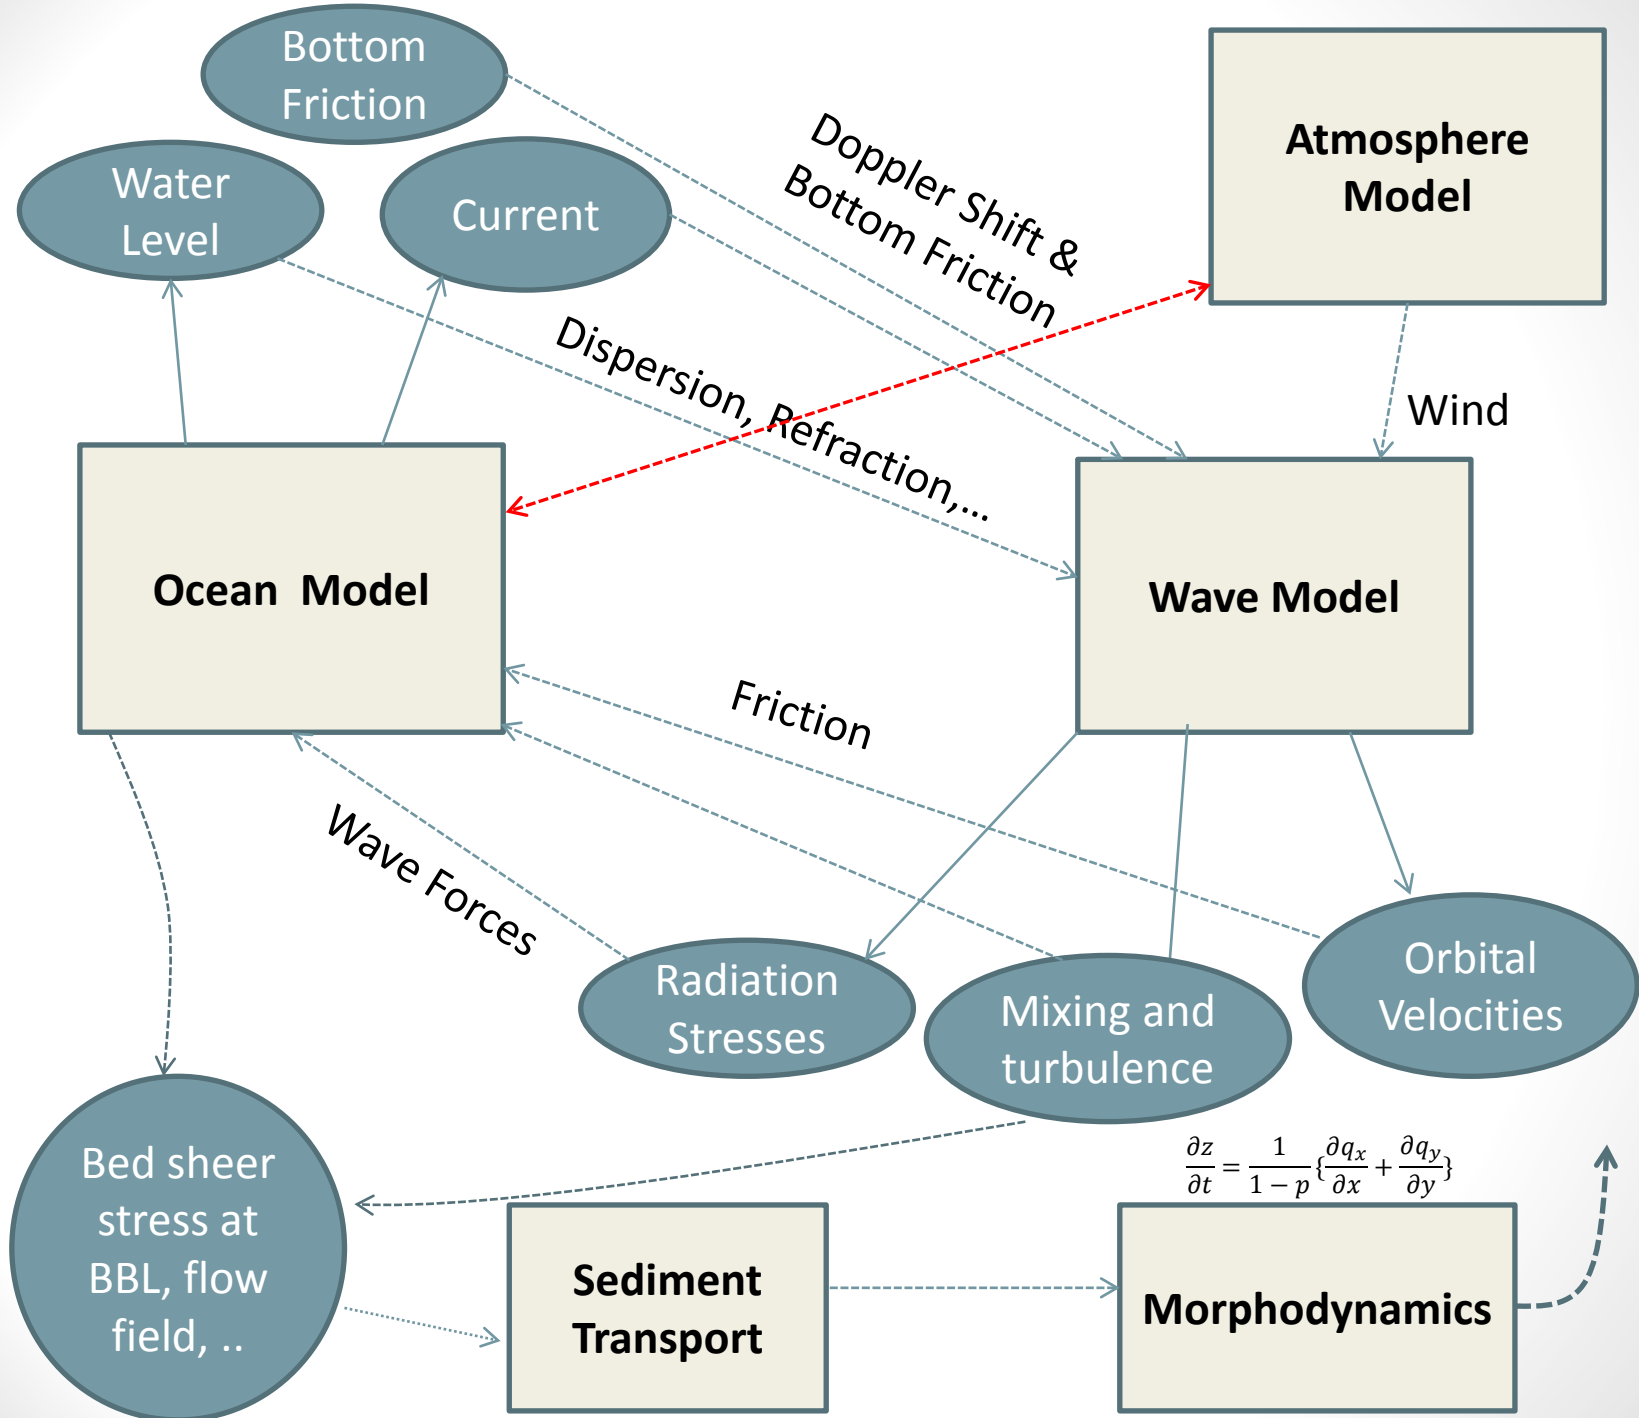 Bottom
Friction
Water
Level
Current
Doppler Shift &
Bottom Friction
Atmosphere
Model
Dispersion, Refraction,...
Wind
Ocean Model
Wave Model
Friction
Wave Forces
Radiation
Stresses
Mixing and
turbulence
Orbital
Velocities
Bed sheer
stress at
BBL, flow
field, ..
∂z/∂t = 1/(1 − p) {∂qₓ/∂x + ∂q_y/∂y}
Sediment
Transport
Morphodynamics